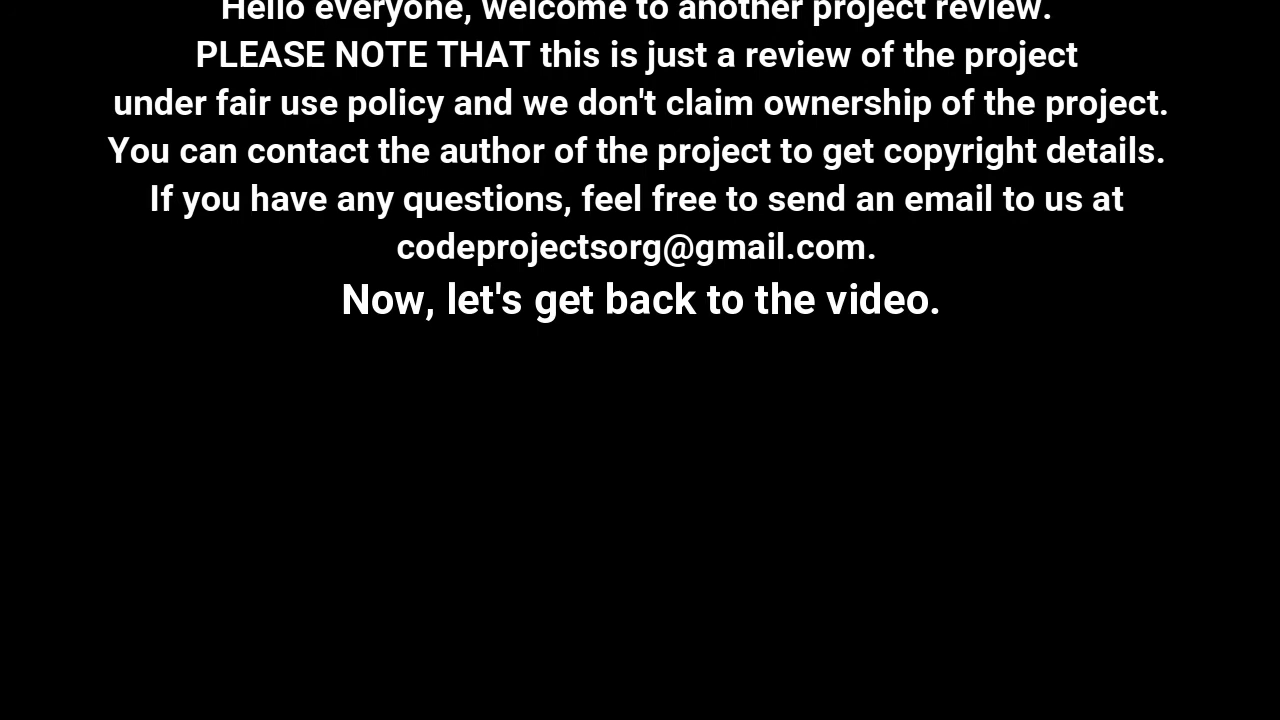 Hello everyone, welcome to another project review.
PLEASE NOTE THAT this is just a review of the project
under fair use policy and we don't claim ownership of the project.
You can contact the author of the project to get copyright details.
If you have any questions, feel free to send an email to us at
codeprojectsorg@gmail.com.
Now, let's get back to the video.